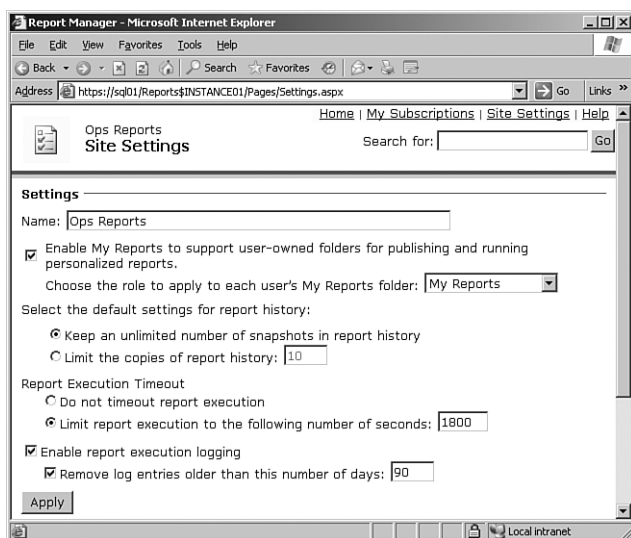 Report Manager - Microsoft Internet Explorer
File Edit View Favorites Tools Help
Back Search Favorites
Address https://sql01/Reports$INSTANCE01/Pages/Settings.aspx Go Links »
Home | My Subscriptions | Site Settings | Help
Ops Reports
Site Settings
Search for: Go
Settings
Name: Ops Reports
Enable My Reports to support user-owned folders for publishing and running
personalized reports.
Choose the role to apply to each user's My Reports folder: My Reports
Select the default settings for report history:
Keep an unlimited number of snapshots in report history
Limit the copies of report history: 10
Report Execution Timeout
Do not timeout report execution
Limit report execution to the following number of seconds: 1800
Enable report execution logging
Remove log entries older than this number of days: 90
Apply
Local intranet